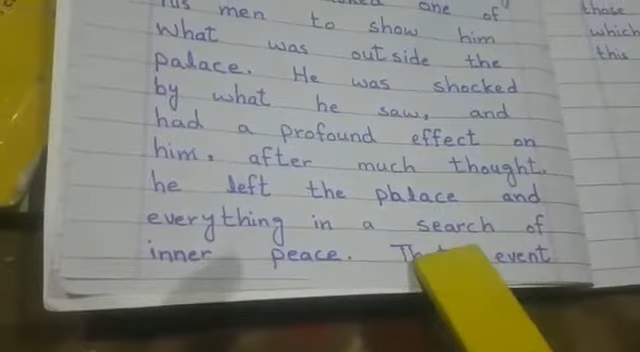 his men to show him
what was outside the
palace. He was shocked
by what he saw, and
had a profound effect on
him. after much thought.
he left the pbalace and
everything in a search of
inner peace. event
those
which
this